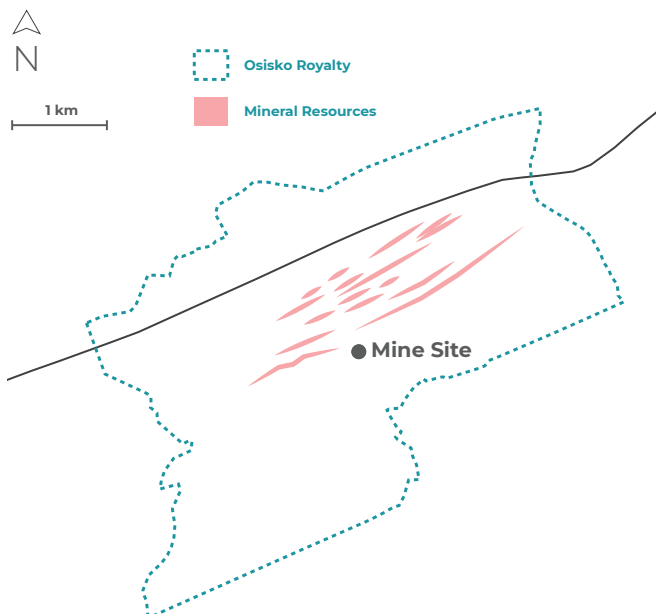 N
Osisko Royalty
1 km
Mineral Resources
Mine Site